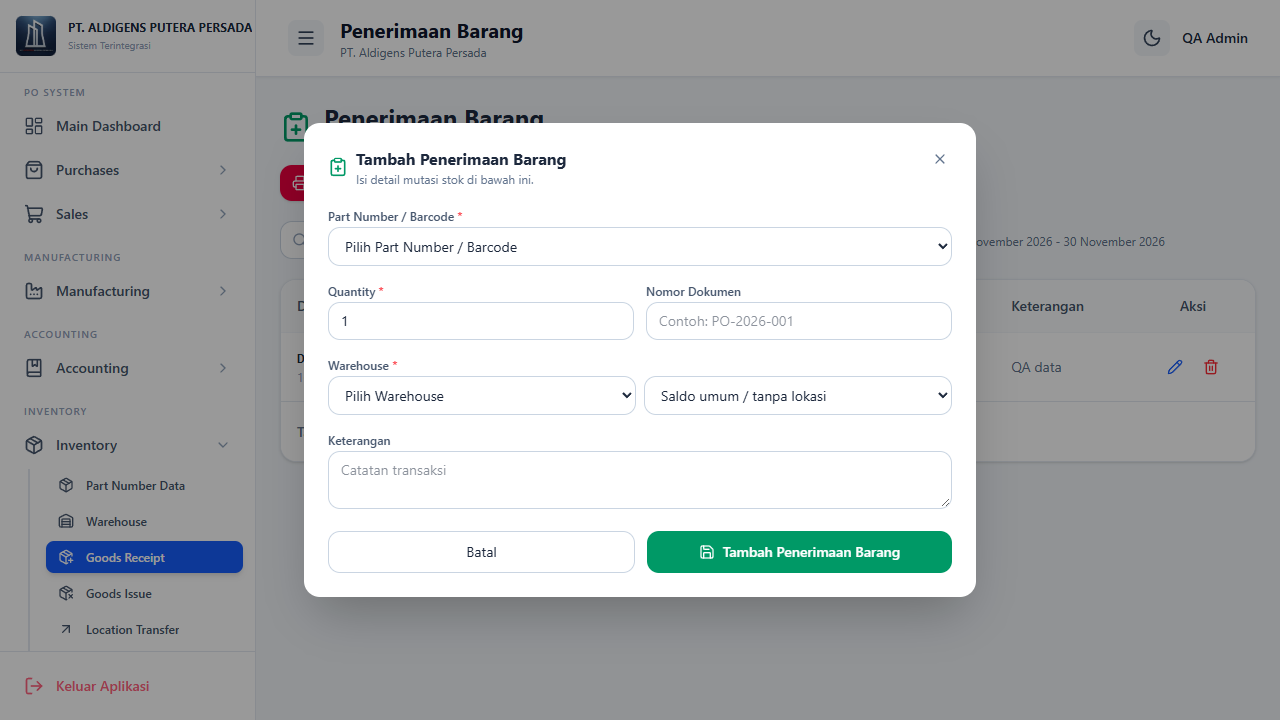 PT. ALDIGENS PUTERA PERSADA
Sistem Terintegrasi
PO SYSTEM
Main Dashboard
Purchases
Sales
MANUFACTURING
Manufacturing
ACCOUNTING
Accounting
INVENTORY
Inventory
Part Number Data
Warehouse
Goods Receipt
Goods Issue
Location Transfer
Keluar Aplikasi
Penerimaan Barang
PT. Aldigens Putera Persada
QA Admin
Penerimaan Barang
November 2026 - 30 November 2026
Keterangan
Aksi
QA data
Tambah Penerimaan Barang
Isi detail mutasi stok di bawah ini.
Part Number / Barcode *
Pilih Part Number / Barcode
Quantity *
Nomor Dokumen
1
Contoh: PO-2026-001
Warehouse *
Pilih Warehouse
Saldo umum / tanpa lokasi
Keterangan
Catatan transaksi
Batal
Tambah Penerimaan Barang